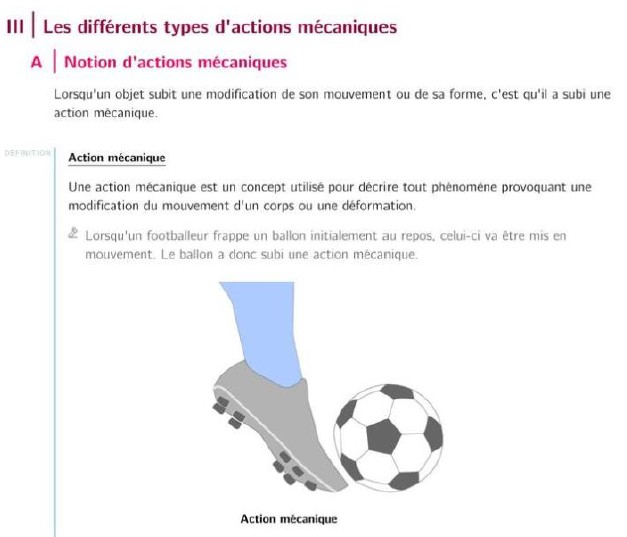 III Les différents types d'actions mécaniques
A Notion d'actions mécaniques
Lorsqu'un objet subit une modification de son mouvement ou de sa forme, c'est qu'il a subi une
action mécanique.
DÉFINITION
Action mécanique
Une action mécanique est un concept utilisé pour décrire tout phénomène provoquant une
modification du mouvement d'un corps ou une déformation.
Lorsqu'un footballeur frappe un ballon initialement au repos, celui-ci va être mis en
mouvement. Le ballon a donc subi une action mécanique.
Action mécanique